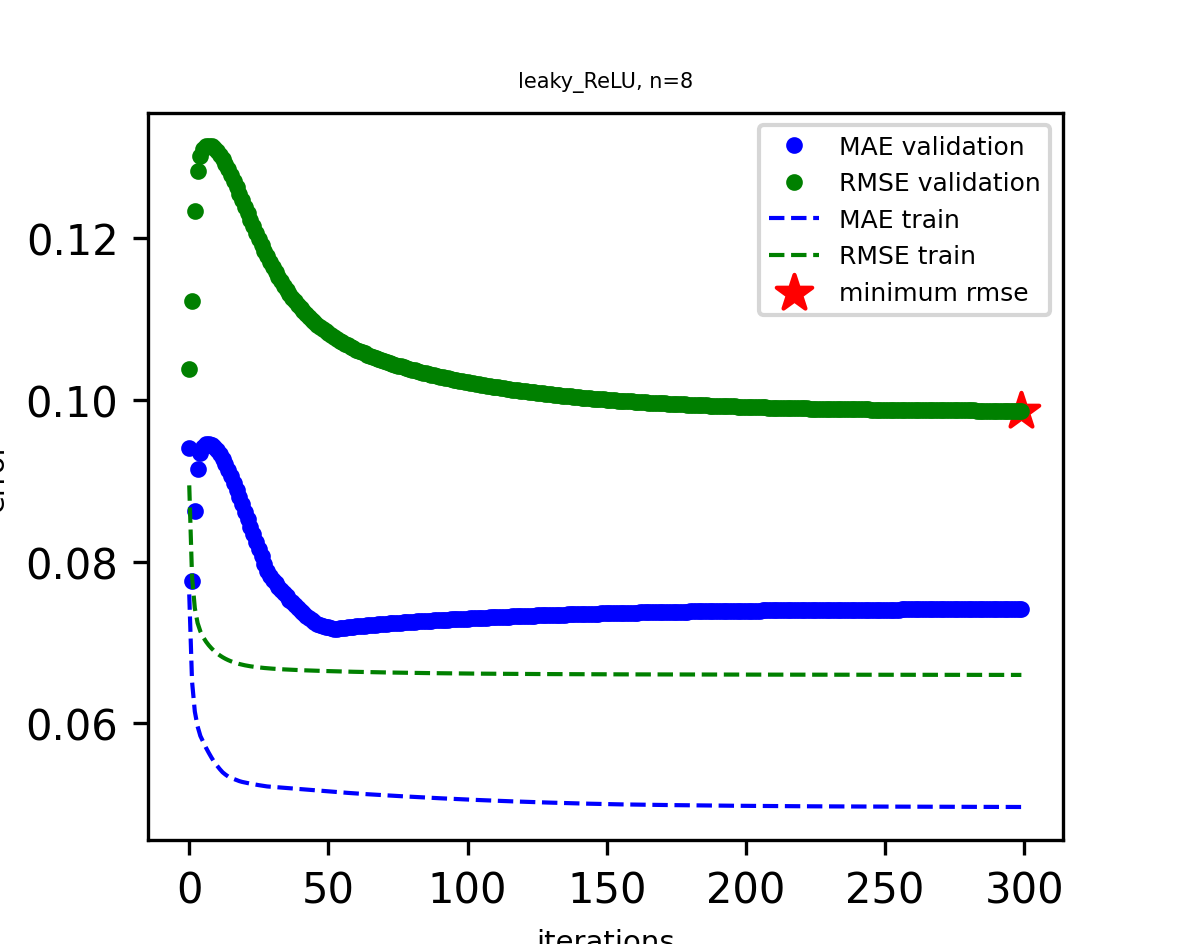 leaky_ReLU, n=8
MAE validation
RMSE validation
MAE train
RMSE train
minimum rmse
0.12
0.10
0.08
0.06
0
50
100
150
200
250
300
iterations